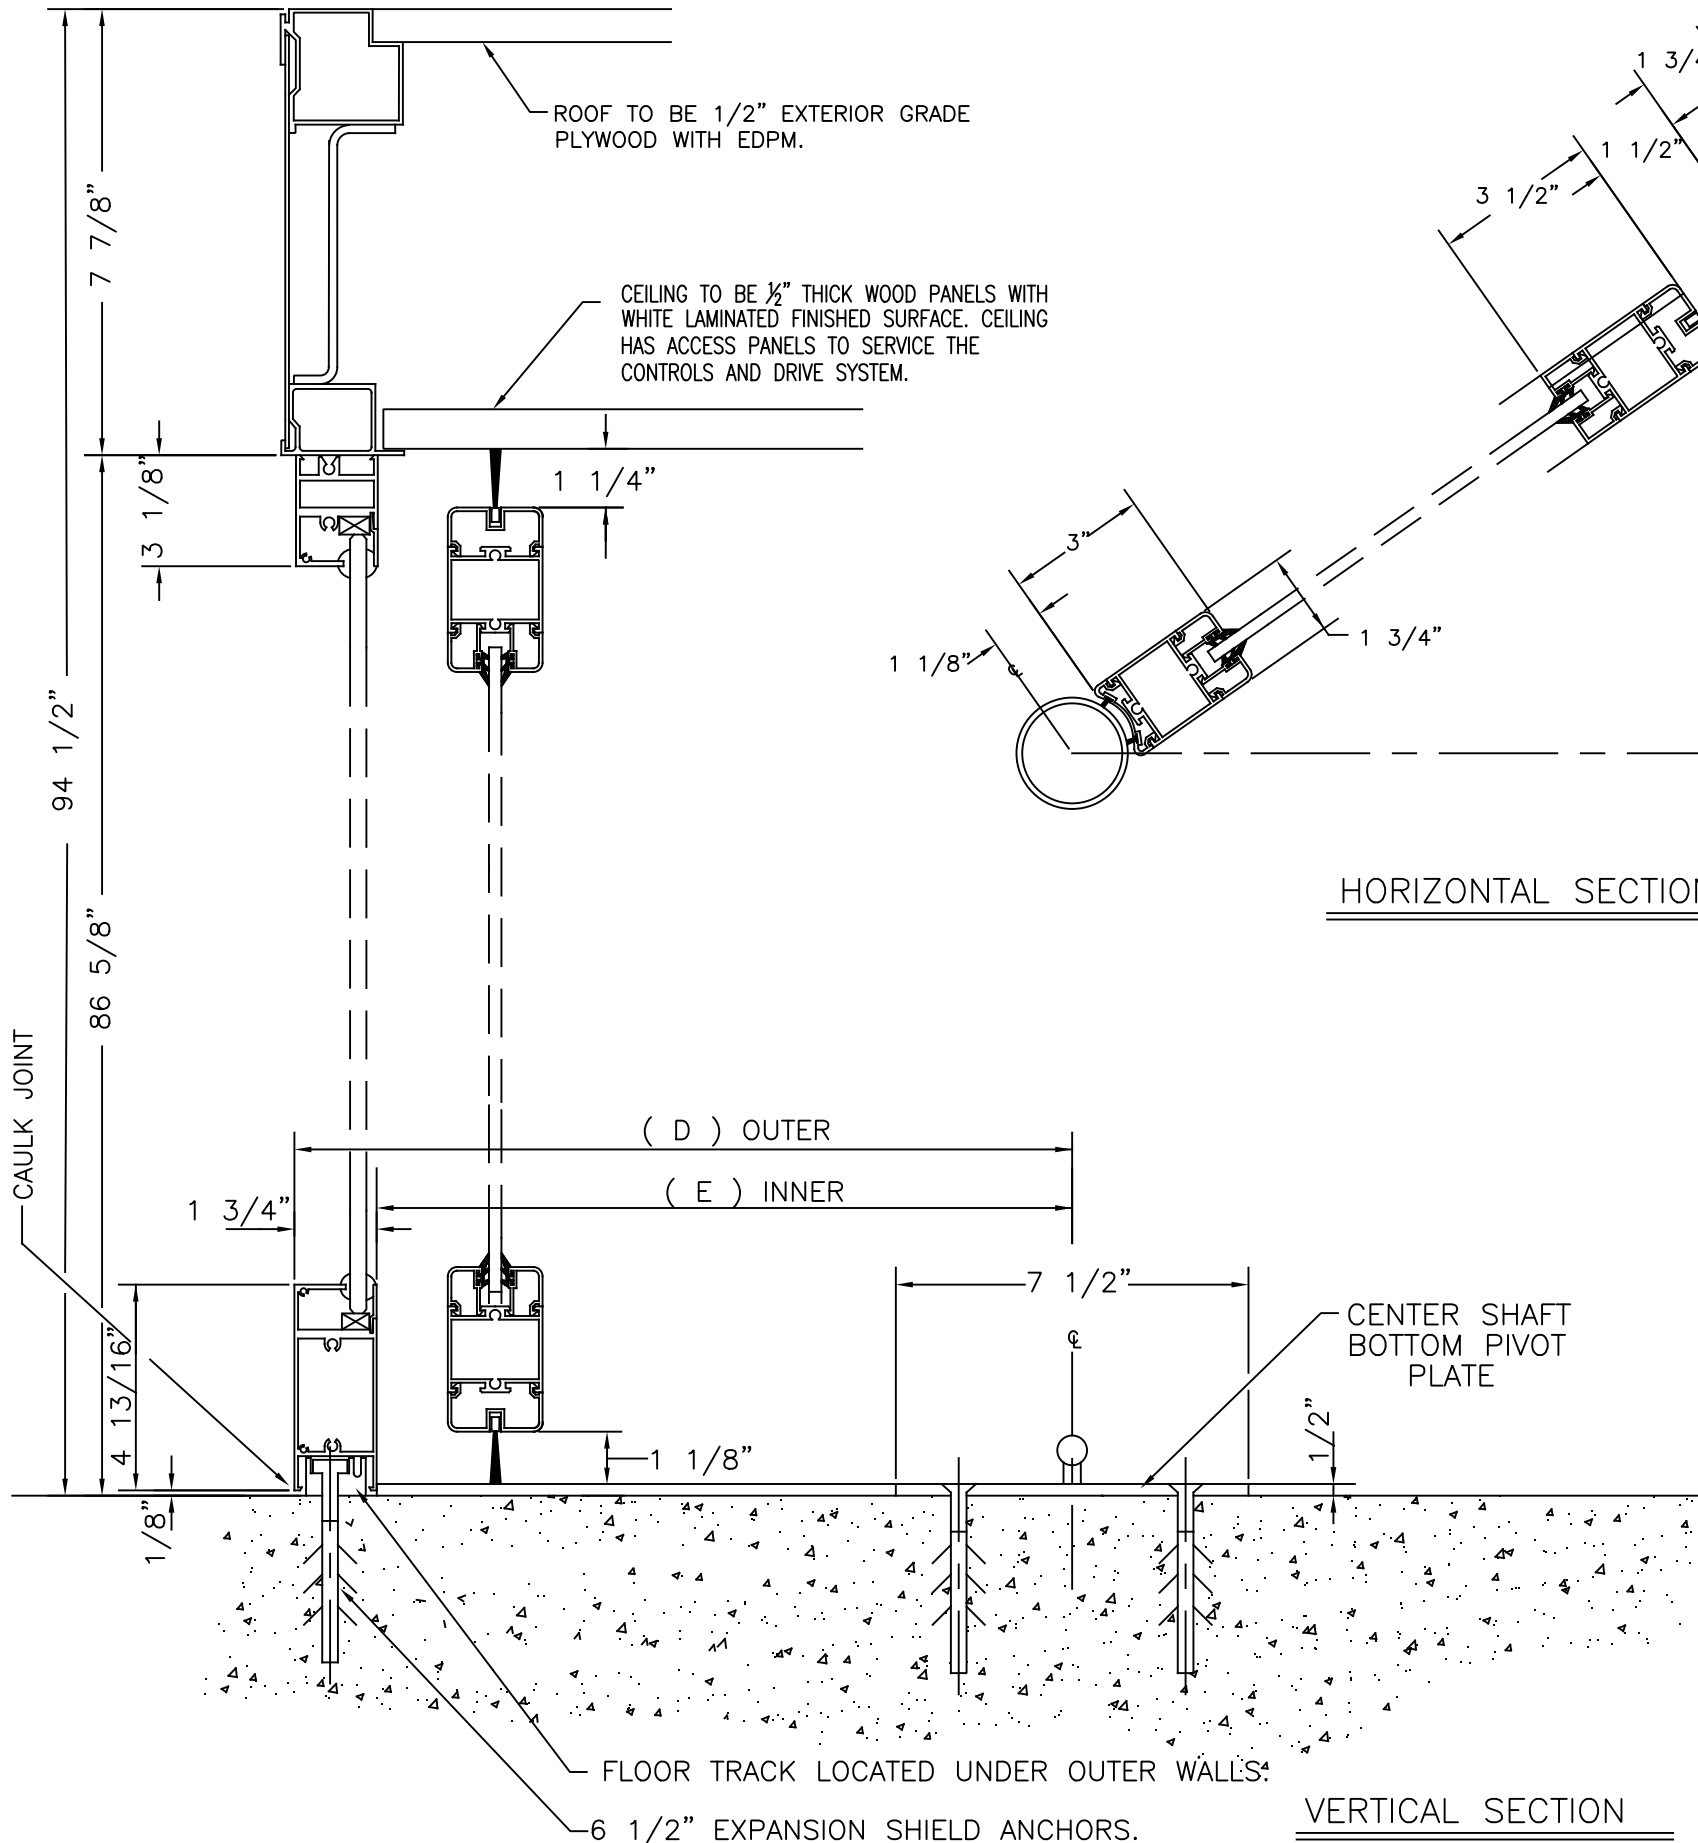 ROOF TO BE 1/2" EXTERIOR GRADE
PLYWOOD WITH EDPM.
7 7/8"
CEILING TO BE ½" THICK WOOD PANELS WITH
WHITE LAMINATED FINISHED SURFACE. CEILING
HAS ACCESS PANELS TO SERVICE THE
CONTROLS AND DRIVE SYSTEM.
3 1/8"
1 1/4"
94 1/2"
86 5/8"
1 3/4
1 1/2"
3 1/2"
3"
1 3/4"
1 1/8"
℄
HORIZONTAL SECTION
CAULK JOINT
( D ) OUTER
( E ) INNER
1 3/4"
7 1/2"
℄
CENTER SHAFT
BOTTOM PIVOT
PLATE
4 13/16"
1/2"
1 1/8"
1/8"
FLOOR TRACK LOCATED UNDER OUTER WALLS.
6 1/2" EXPANSION SHIELD ANCHORS.
VERTICAL SECTION